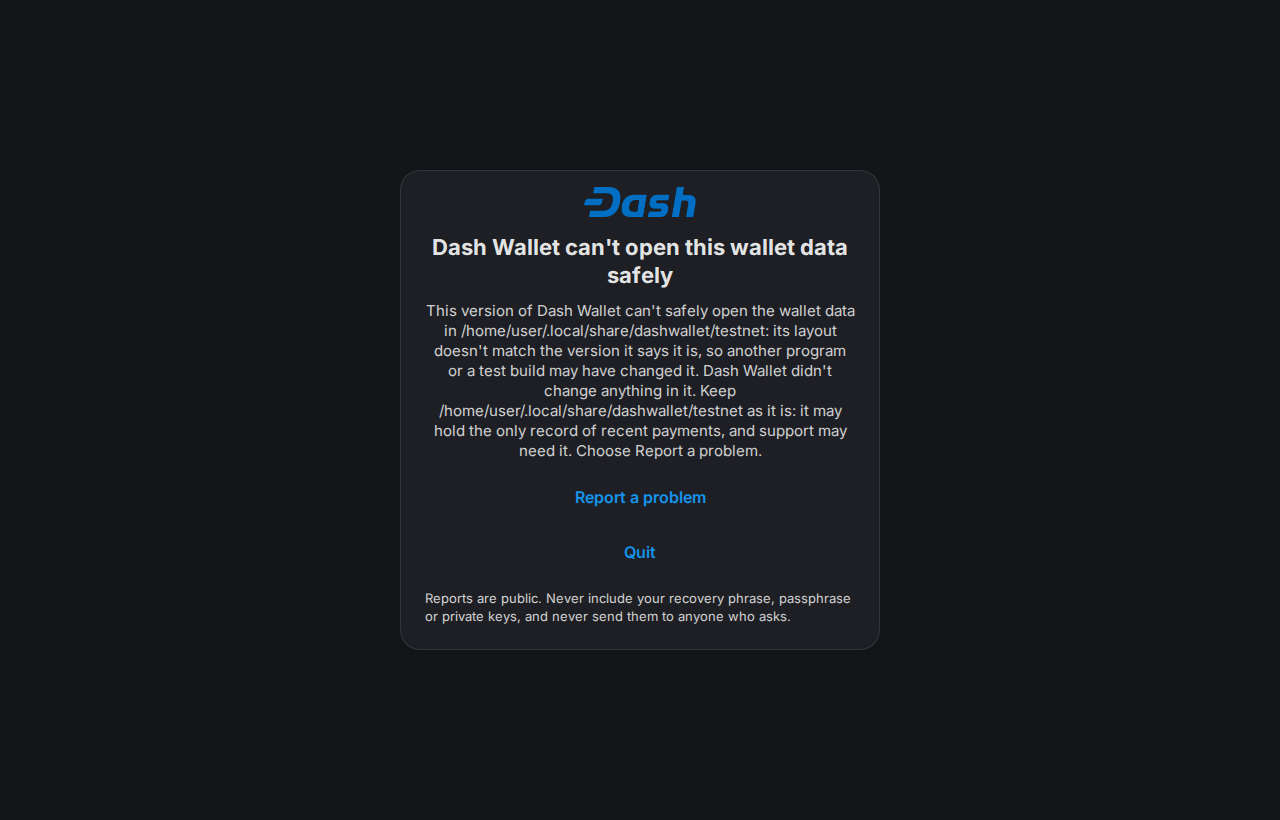 Dash
Dash Wallet can't open this wallet data
safely
This version of Dash Wallet can't safely open the wallet data
in /home/user/.local/share/dashwallet/testnet: its layout
doesn't match the version it says it is, so another program
or a test build may have changed it. Dash Wallet didn't
change anything in it. Keep
/home/user/.local/share/dashwallet/testnet as it is: it may
hold the only record of recent payments, and support may
need it. Choose Report a problem.
Report a problem
Quit
Reports are public. Never include your recovery phrase, passphrase
or private keys, and never send them to anyone who asks.